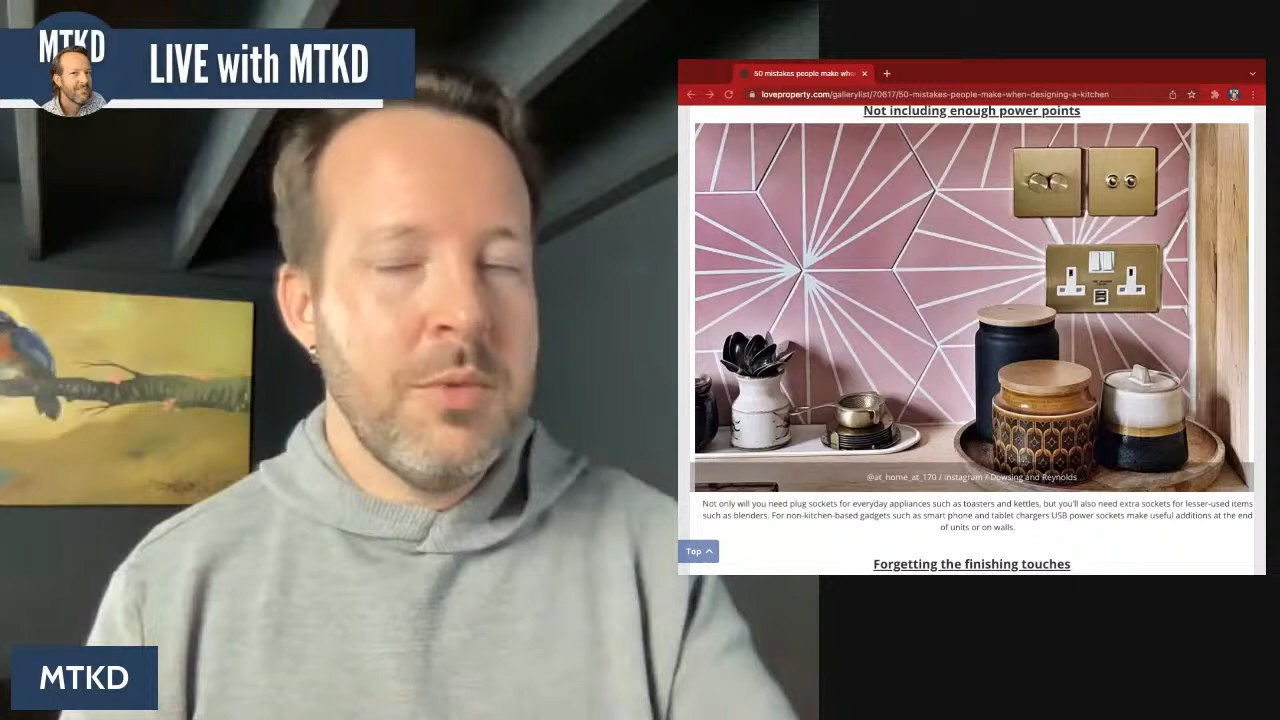 MTKD
LIVE with MTKD
50 mistakes people make who
loveproperty.com/gallerylist/70617/50-mistakes-people-make-when-designing-a-kitchen
Not including enough power points
@at_home_at_170 / Instagram / Dowsing and Reynolds
Not only will you need plug sockets for everyday appliances such as toasters and kettles, but you'll also need extra sockets for lesser-used items
such as blenders. For non-kitchen-based gadgets such as smart phone and tablet chargers USB power sockets make useful additions at the end
of units or on walls.
Top
Forgetting the finishing touches
MTKD